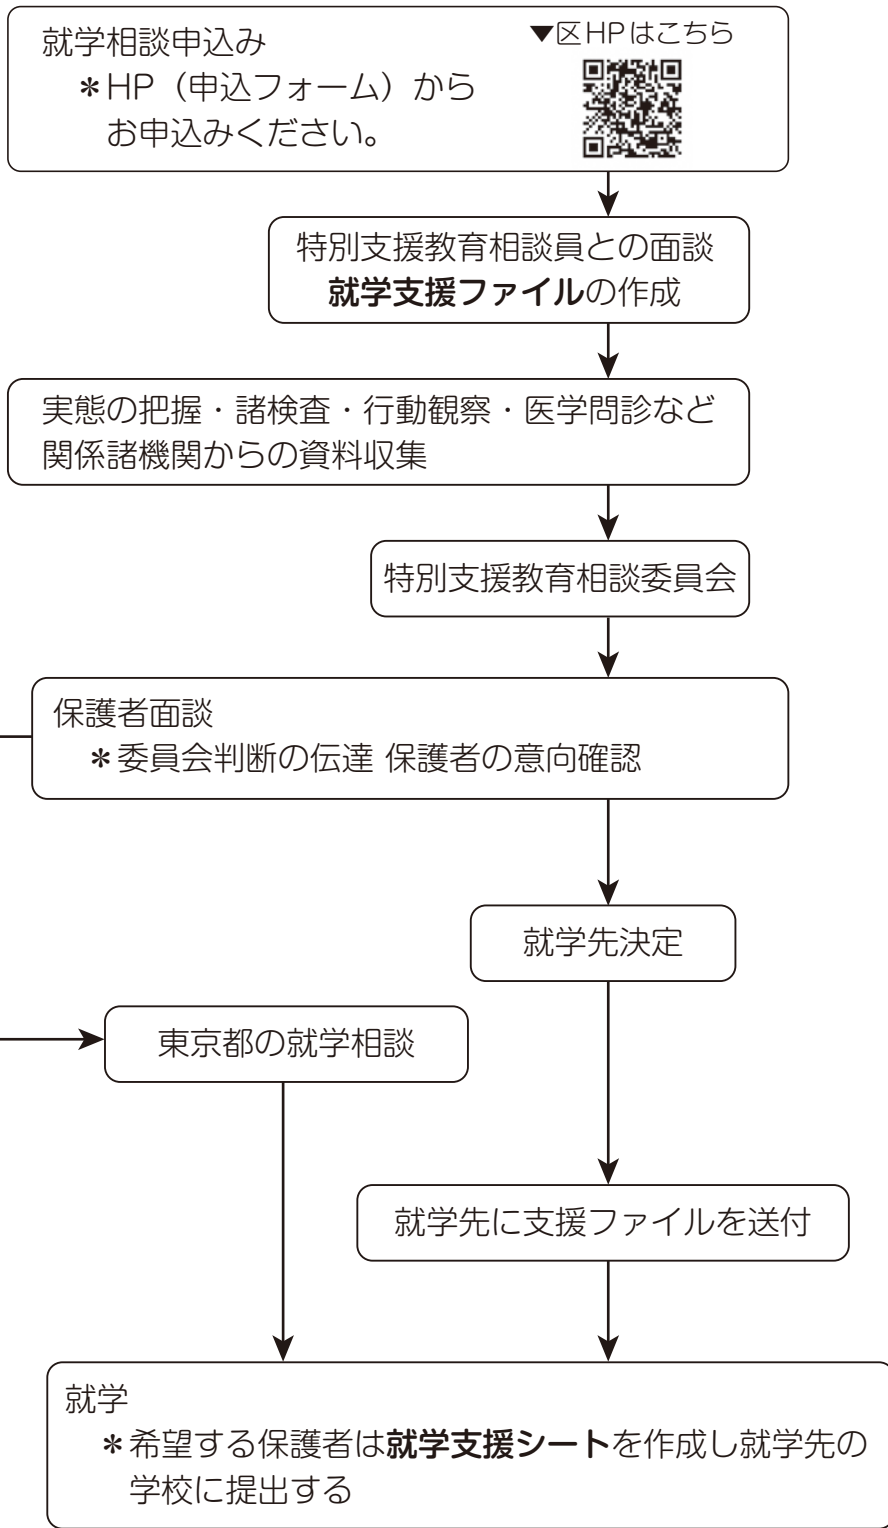 就学相談申込み
▼区HPはこちら
＊HP（申込フォーム）から
お申込みください。
特別支援教育相談員との面談
就学支援ファイルの作成
実態の把握・諸検査・行動観察・医学問診など
関係諸機関からの資料収集
特別支援教育相談委員会
保護者面談
＊委員会判断の伝達 保護者の意向確認
就学先決定
東京都の就学相談
就学先に支援ファイルを送付
就学
＊希望する保護者は就学支援シートを作成し就学先の
学校に提出する